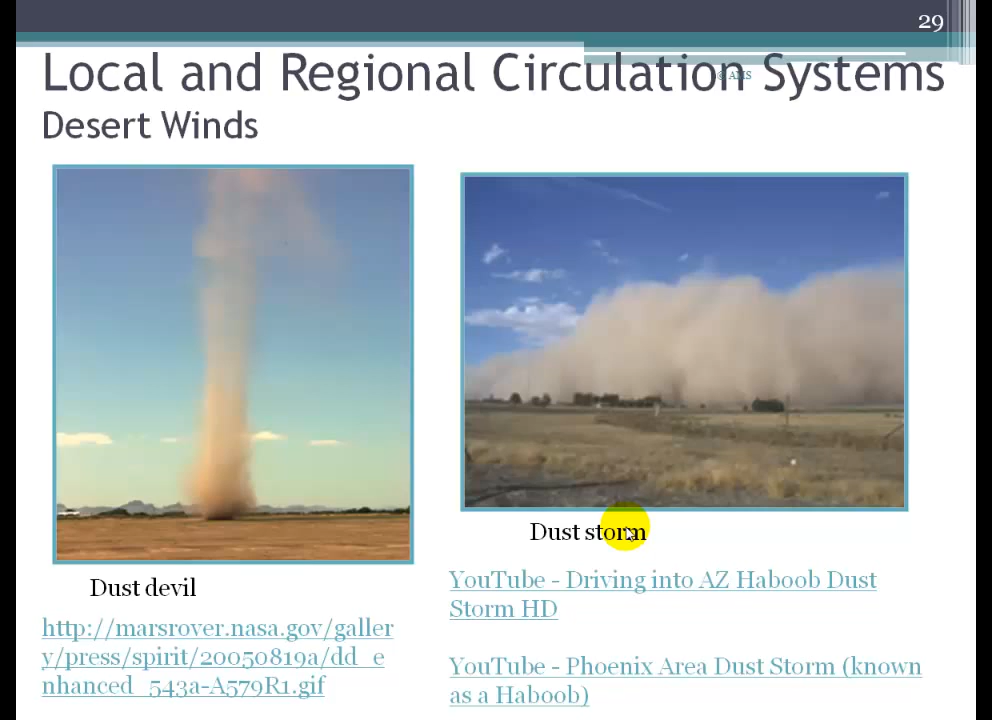 29
Local and Regional Circulation Systems
© AMS
Desert Winds
Dust devil
http://marsrover.nasa.gov/galler
y/press/spirit/20050819a/dd_e
nhanced_543a-A579R1.gif
Dust storm
YouTube - Driving into AZ Haboob Dust
Storm HD
YouTube - Phoenix Area Dust Storm (known
as a Haboob)